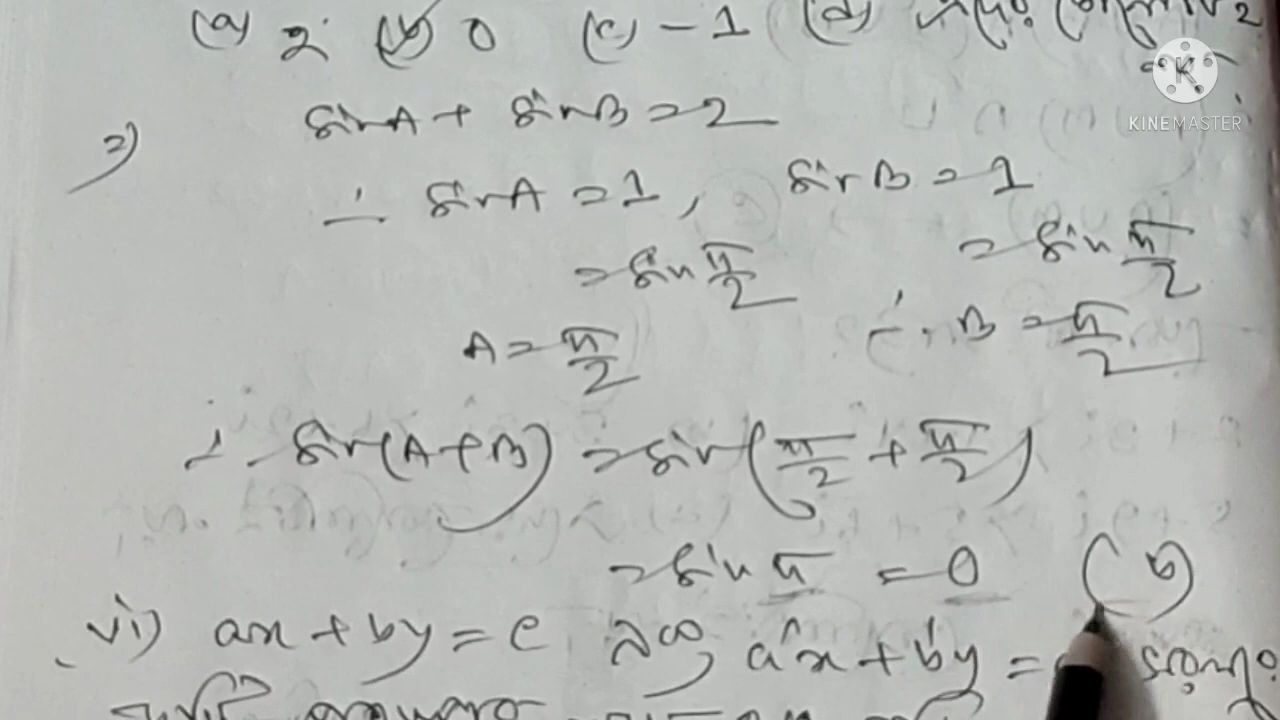 (a) 2 (b) 0 (c) -1 (d)
KINEMASTER
⇒) sinA + sinB = 2
∴ sinA = 1, sinB = 1
= sin π/2 = sin π/2
A = π/2 ∴ B = π/2
∴ sin(A+B) = sin(π/2 + π/2)
= sin π = 0 (b)
vi) ax + by = c a'x + b'y =